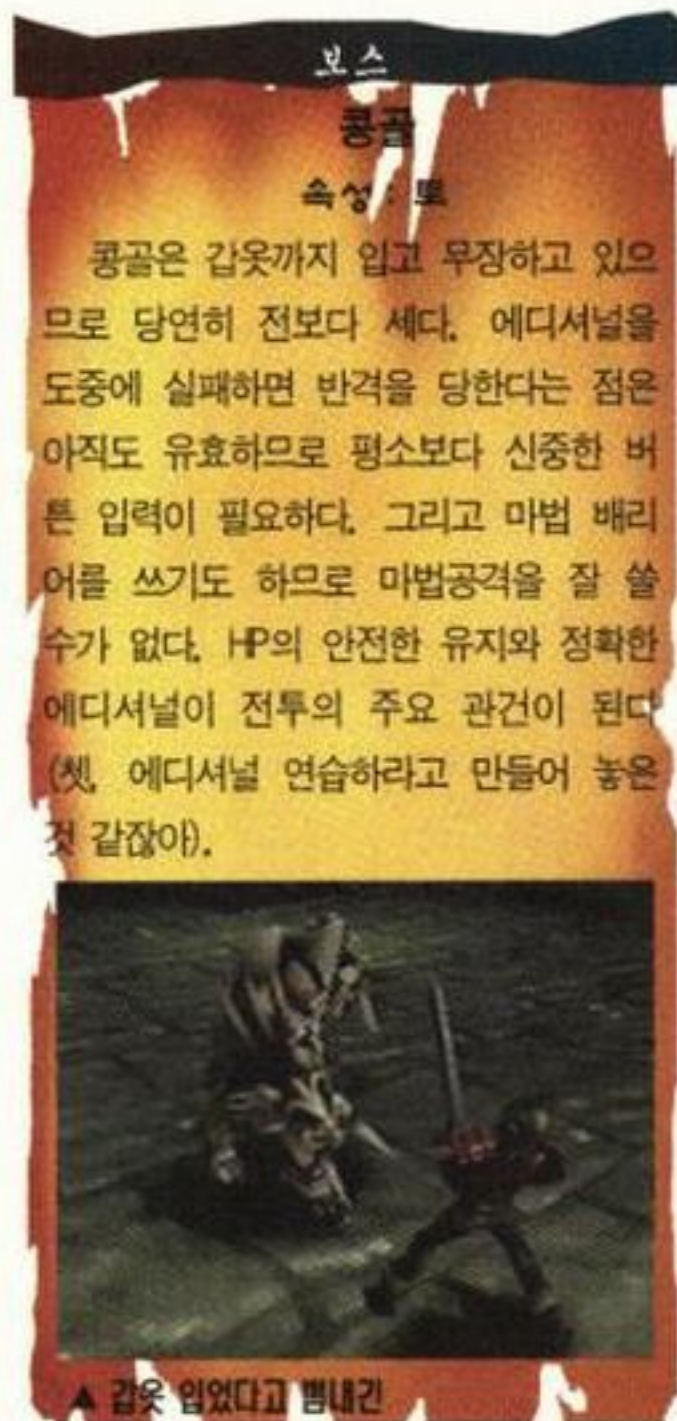 보스
콩골
속성 : 토
콩골은 갑옷까지 입고 무장하고 있으
므로 당연히 전보다 세다. 에디셔널을
도중에 실패하면 반격을 당한다는 점은
아직도 유효하므로 평소보다 신중한 버
튼 입력이 필요하다. 그리고 마법 배리
어를 쓰기도 하므로 마법공격을 잘 쓸
수가 없다. HP의 안전한 유지와 정확한
에디셔널이 전투의 주요 관건이 된다
(쳇, 에디셔널 연습하라고 만들어 놓은
것 같잖아).
▲ 갑옷 입었다고 뽐내긴